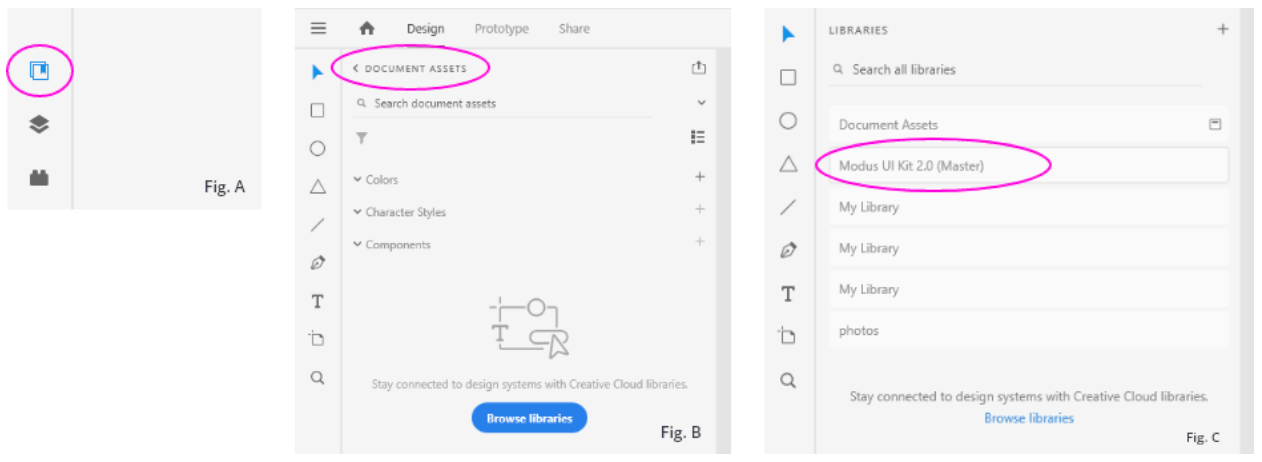 Fig. A
Design Prototype Share
DOCUMENT ASSETS
Search document assets
Colors
Character Styles
Components
Stay connected to design systems with Creative Cloud libraries.
Browse libraries
Fig. B
LIBRARIES
Search all libraries
Document Assets
Modus UI Kit 2.0 (Master)
My Library
My Library
My Library
photos
Stay connected to design systems with Creative Cloud libraries.
Browse libraries
Fig. C